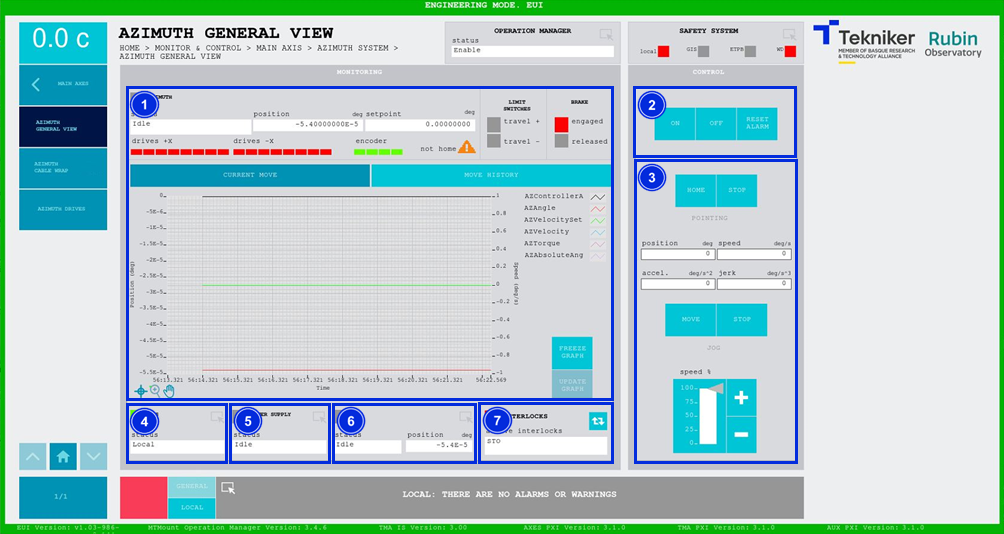 ENGINEERING MODE. EUI
0.0 c
AZIMUTH GENERAL VIEW
HOME > MONITOR & CONTROL > MAIN AXIS > AZIMUTH SYSTEM >
AZIMUTH GENERAL VIEW
OPERATION MANAGER
status
Enable
SAFETY SYSTEM
local
GIS
ETPB
WD
Tekniker
MEMBER OF BASQUE RESEARCH
& TECHNOLOGY ALLIANCE
Rubin
Observatory
MAIN AXES
AZIMUTH
GENERAL VIEW
AZIMUTH
CABLE WRAP
AZIMUTH DRIVES
1/1
MONITORING
1
Idle
position
deg
-5.40000000E-5
setpoint
deg
0.00000000
drives +X
drives -X
encoder
not home
LIMIT
SWITCHES
travel +
travel -
BRAKE
engaged
released
CURRENT MOVE
MOVE HISTORY
Position (deg)
0
-5E-6
-1E-5
-1.5E-5
-2E-5
-2.5E-5
-3E-5
-3.5E-5
-4E-5
-4.5E-5
-5E-5
-5.5E-5
1
0.8
0.6
0.4
0.2
0
-0.2
-0.4
-0.6
-0.8
-1
Speed (deg/s)
56:13.321 56:14.321 56:15.321 56:16.321 56:17.321 56:18.321 56:19.321 56:20.321 56:21.321 56:22.569
Time
AZControllerA
AZAngle
AZVelocitySet
AZVelocity
AZTorque
AZAbsoluteAng
FREEZE
GRAPH
UPDATE
GRAPH
4
status
Local
5
SUPPLY
status
Idle
6
status
Idle
position
deg
-5.4E-5
7
INTERLOCKS
interlocks
STO
CONTROL
2
ON
OFF
RESET
ALARM
3
HOME
STOP
POINTING
position
deg
0
speed
deg/s
0
accel.
deg/s^2
0
jerk
deg/s^3
0
MOVE
STOP
JOG
speed %
100
75
50
25
0
+
-
GENERAL
LOCAL
LOCAL: THERE ARE NO ALARMS OR WARNINGS
EUI Version: v1.03-986-
MTMount Operation Manager Version: 3.4.6
TMA IS Version: 3.00
AXES PXI Version: 3.1.0
TMA PXI Version: 3.1.0
AUX PXI Version: 3.1.0